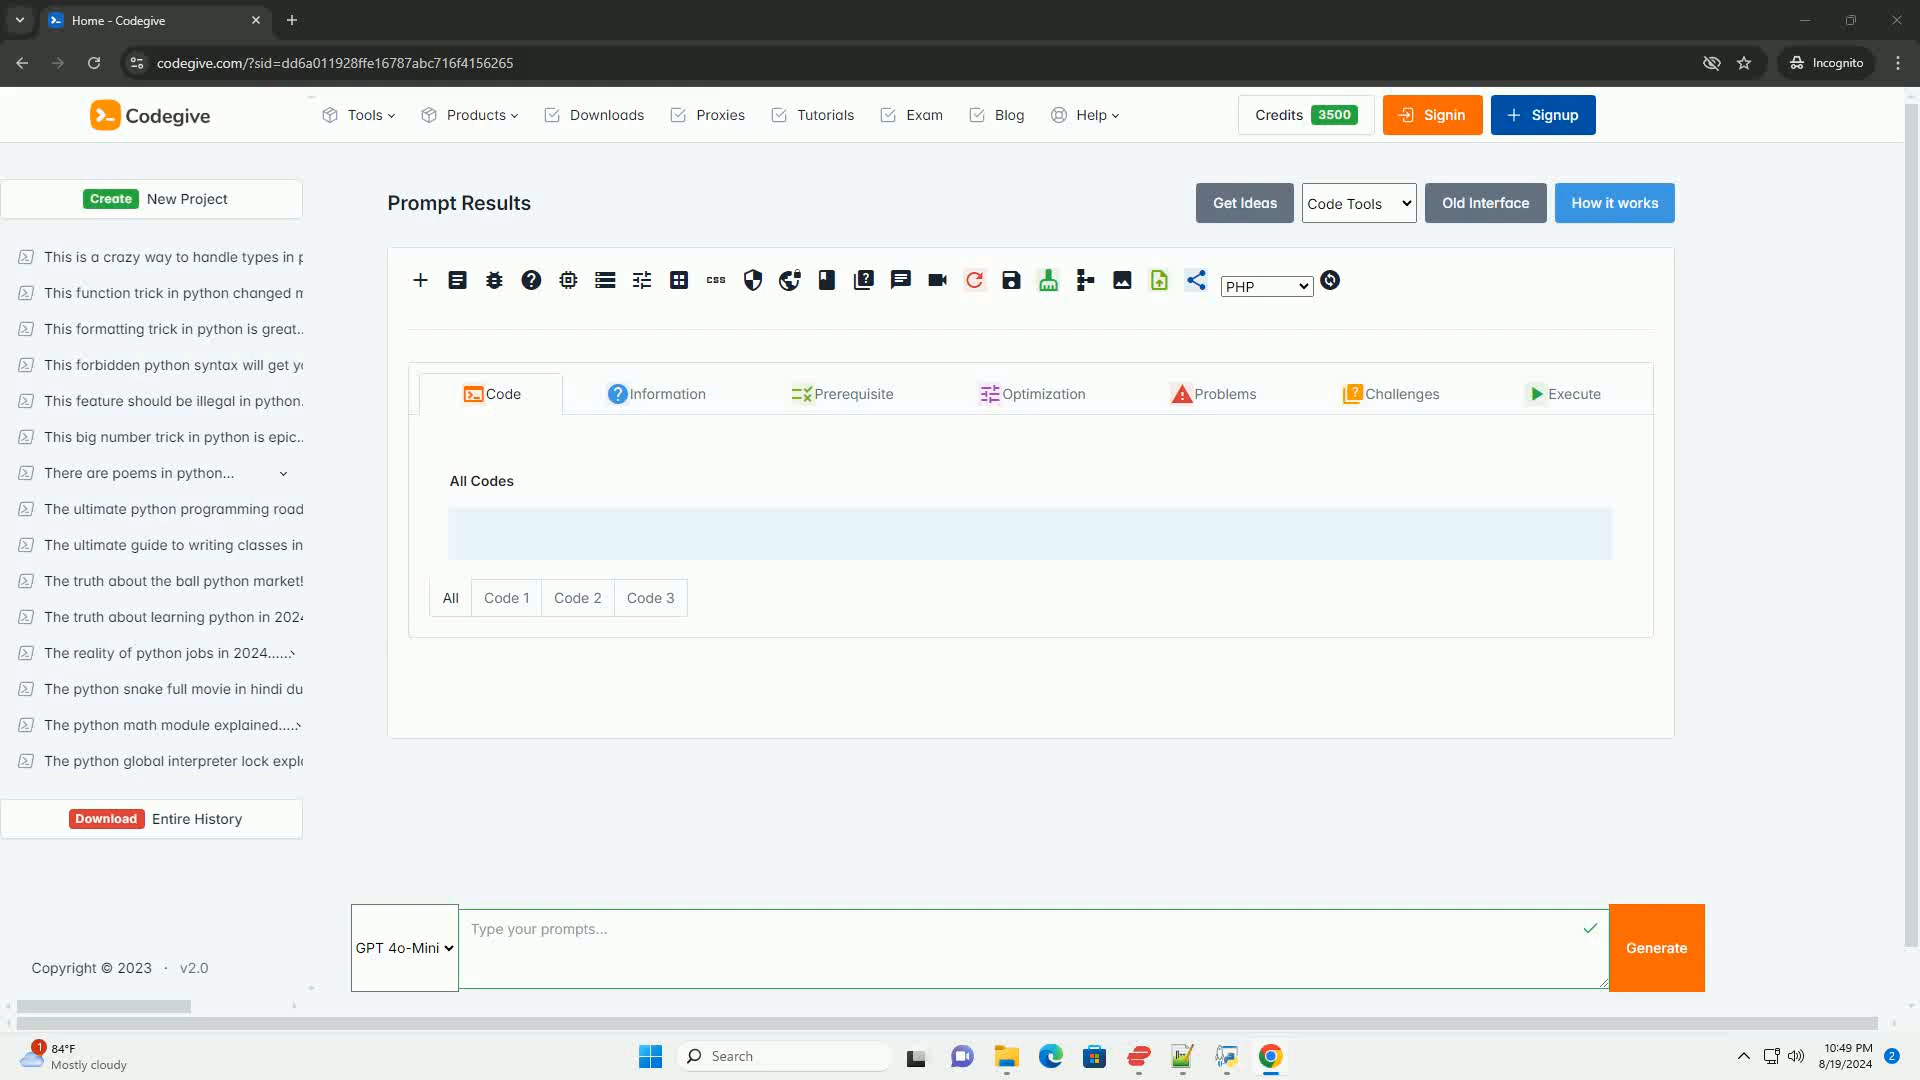 Home - Codegive
codegive.com/?sid=dd6a011928ffe16787abc716f4156265
Incognito
Codegive
Tools
Products
Downloads
Proxies
Tutorials
Exam
Blog
Help
Credits 3500
Signin
Signup
Create New Project
This is a crazy way to handle types in p
This function trick in python changed m
This formatting trick in python is great..
This forbidden python syntax will get yo
This feature should be illegal in python.
This big number trick in python is epic..
There are poems in python...
The ultimate python programming road
The ultimate guide to writing classes in
The truth about the ball python market!
The truth about learning python in 2024
The reality of python jobs in 2024......
The python snake full movie in hindi du
The python math module explained.....
The python global interpreter lock expl
Download Entire History
Copyright © 2023 · v2.0
Prompt Results
Get Ideas
Code Tools
Old Interface
How it works
css
PHP
Code
Information
Prerequisite
Optimization
Problems
Challenges
Execute
All Codes
All
Code 1
Code 2
Code 3
GPT 4o-Mini
Type your prompts...
Generate
1
84°F
Mostly cloudy
Search
10:49 PM
8/19/2024
2